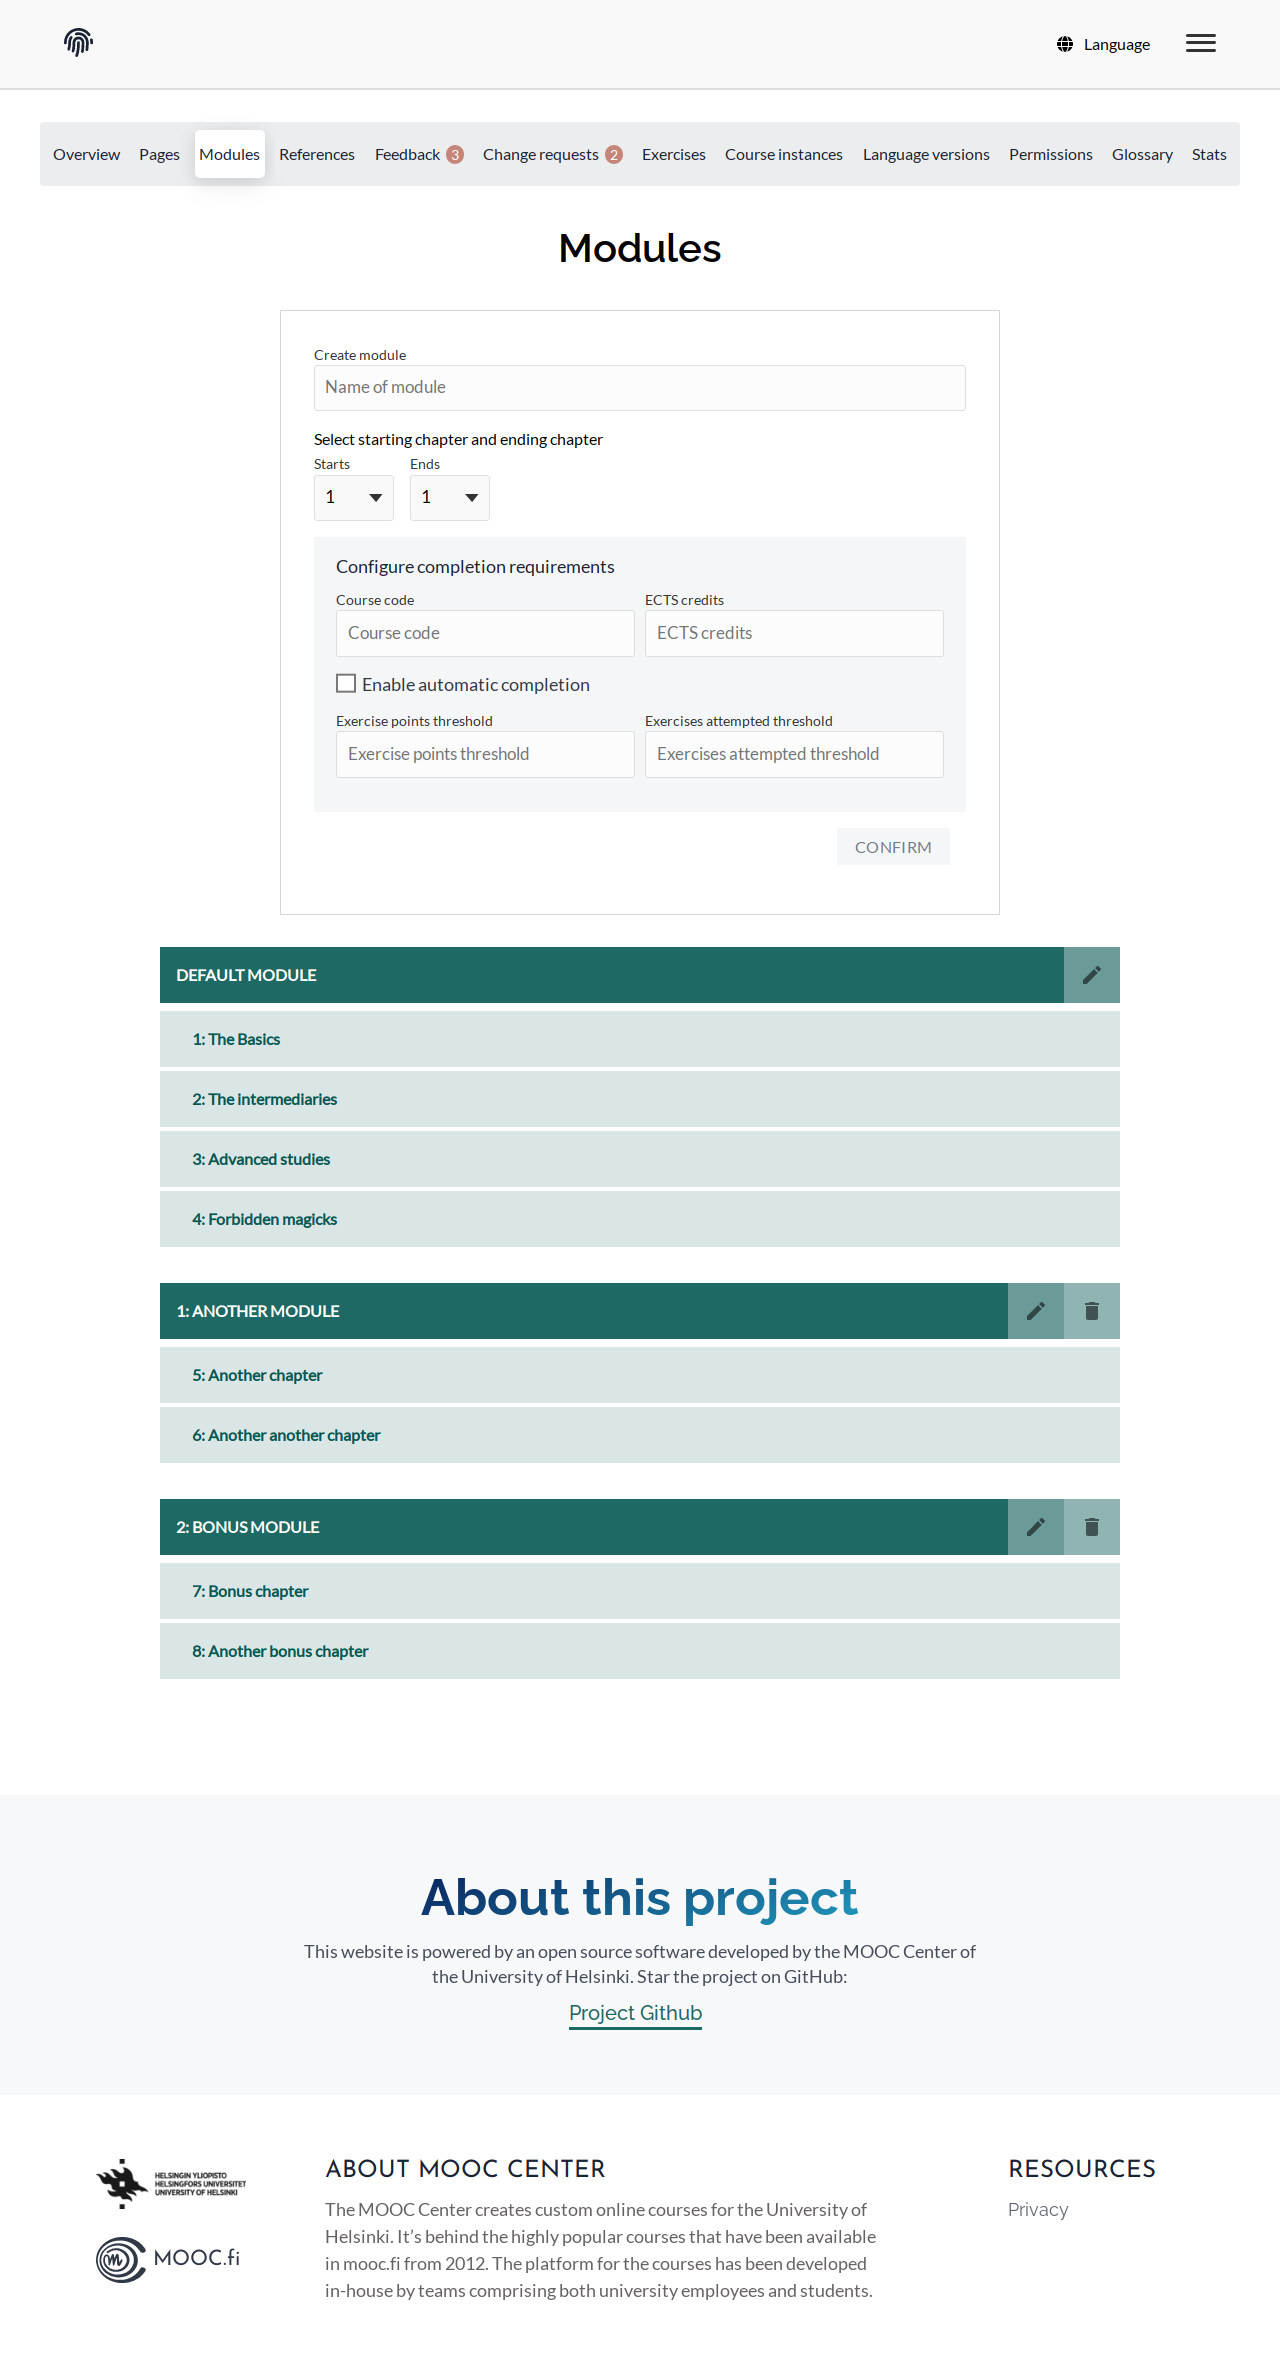 Language
Overview Pages Modules References Feedback 3 Change requests 2 Exercises Course instances Language versions Permissions Glossary Stats
Modules
Create module
Name of module
Select starting chapter and ending chapter
Starts Ends
1 1
Configure completion requirements
Course code ECTS credits
Course code ECTS credits
Enable automatic completion
Exercise points threshold Exercises attempted threshold
Exercise points threshold Exercises attempted threshold
CONFIRM
DEFAULT MODULE
1: The Basics
2: The intermediaries
3: Advanced studies
4: Forbidden magicks
1: ANOTHER MODULE
5: Another chapter
6: Another another chapter
2: BONUS MODULE
7: Bonus chapter
8: Another bonus chapter
About this project
This website is powered by an open source software developed by the MOOC Center of
the University of Helsinki. Star the project on GitHub:
Project Github
HELSINGIN YLIOPISTO
HELSINGFORS UNIVERSITET
UNIVERSITY OF HELSINKI
MOOC.fi
ABOUT MOOC CENTER
The MOOC Center creates custom online courses for the University of
Helsinki. It’s behind the highly popular courses that have been available
in mooc.fi from 2012. The platform for the courses has been developed
in-house by teams comprising both university employees and students.
RESOURCES
Privacy